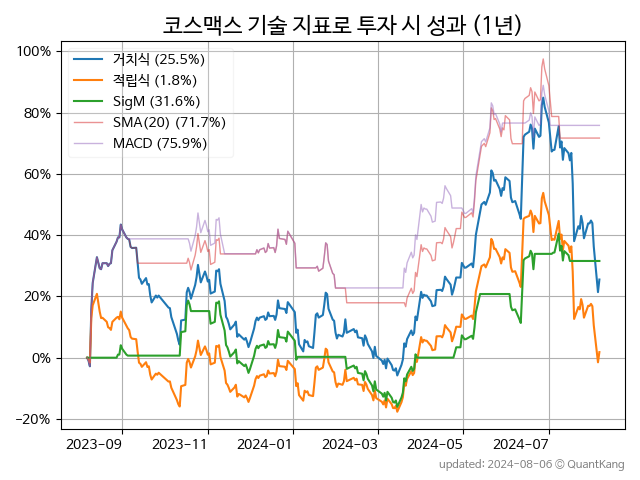 코스맥스 기술 지표로 투자 시 성과 (1년)
거치식 (25.5%)
적립식 (1.8%)
SigM (31.6%)
SMA(20) (71.7%)
MACD (75.9%)
100%
80%
60%
40%
20%
0%
−20%
2023-09 2023-11 2024-01 2024-03 2024-05 2024-07
updated: 2024-08-06 © QuantKang